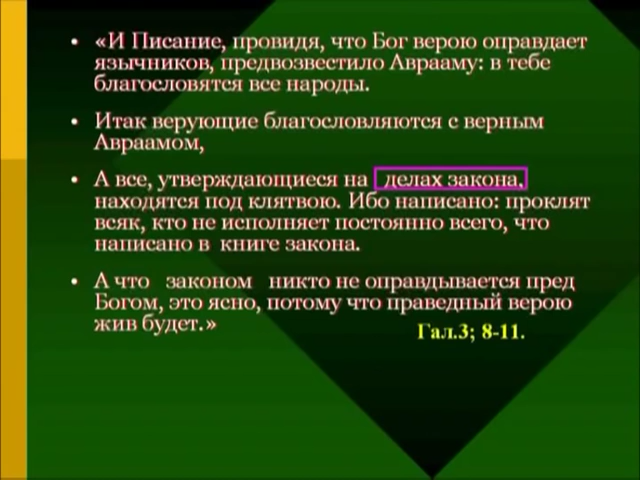 • «И Писание, провидя, что Бог верою оправдает
язычников, предвозвестило Аврааму: в тебе
благословятся все народы.
• Итак верующие благословляются с верным
Авраамом,
• А все, утверждающиеся на делах закона,
находятся под клятвою. Ибо написано: проклят
всяк, кто не исполняет постоянно всего, что
написано в книге закона.
• А что законом никто не оправдывается пред
Богом, это ясно, потому что праведный верою
жив будет.»
Гал.3; 8-11.